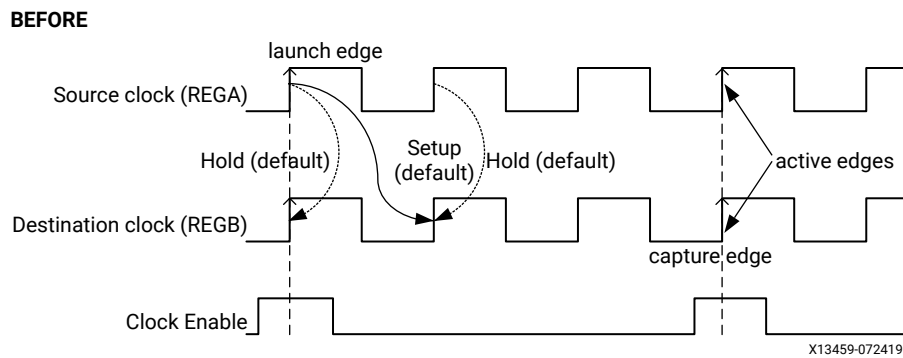 BEFORE
launch edge
Source clock (REGA)
Hold (default)
Setup
(default)
Hold (default)
active edges
Destination clock (REGB)
capture edge
Clock Enable
X13459-072419